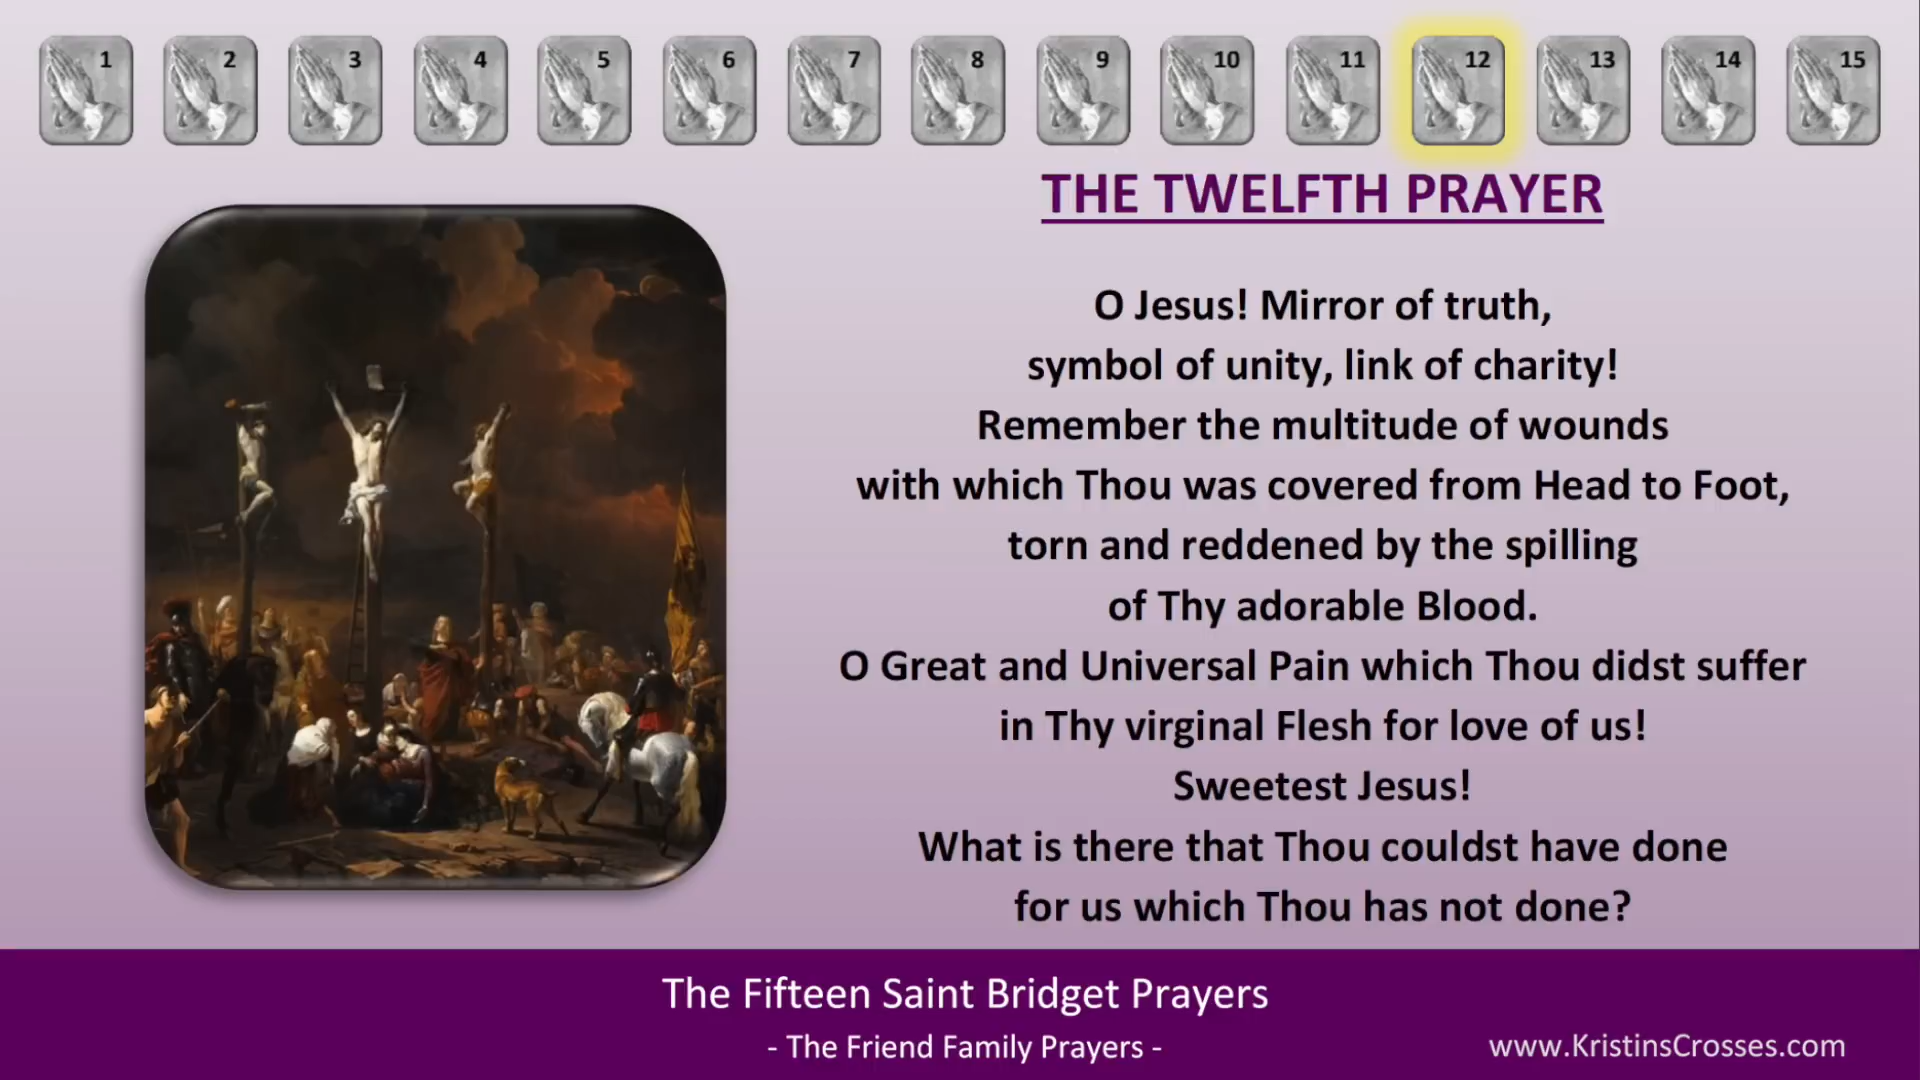 1 2 3 4 5 6 7 8 9 10 11 12 13 14 15
THE TWELFTH PRAYER
O Jesus! Mirror of truth,
symbol of unity, link of charity!
Remember the multitude of wounds
with which Thou was covered from Head to Foot,
torn and reddened by the spilling
of Thy adorable Blood.
O Great and Universal Pain which Thou didst suffer
in Thy virginal Flesh for love of us!
Sweetest Jesus!
What is there that Thou couldst have done
for us which Thou has not done?
The Fifteen Saint Bridget Prayers
- The Friend Family Prayers -
www.KristinsCrosses.com